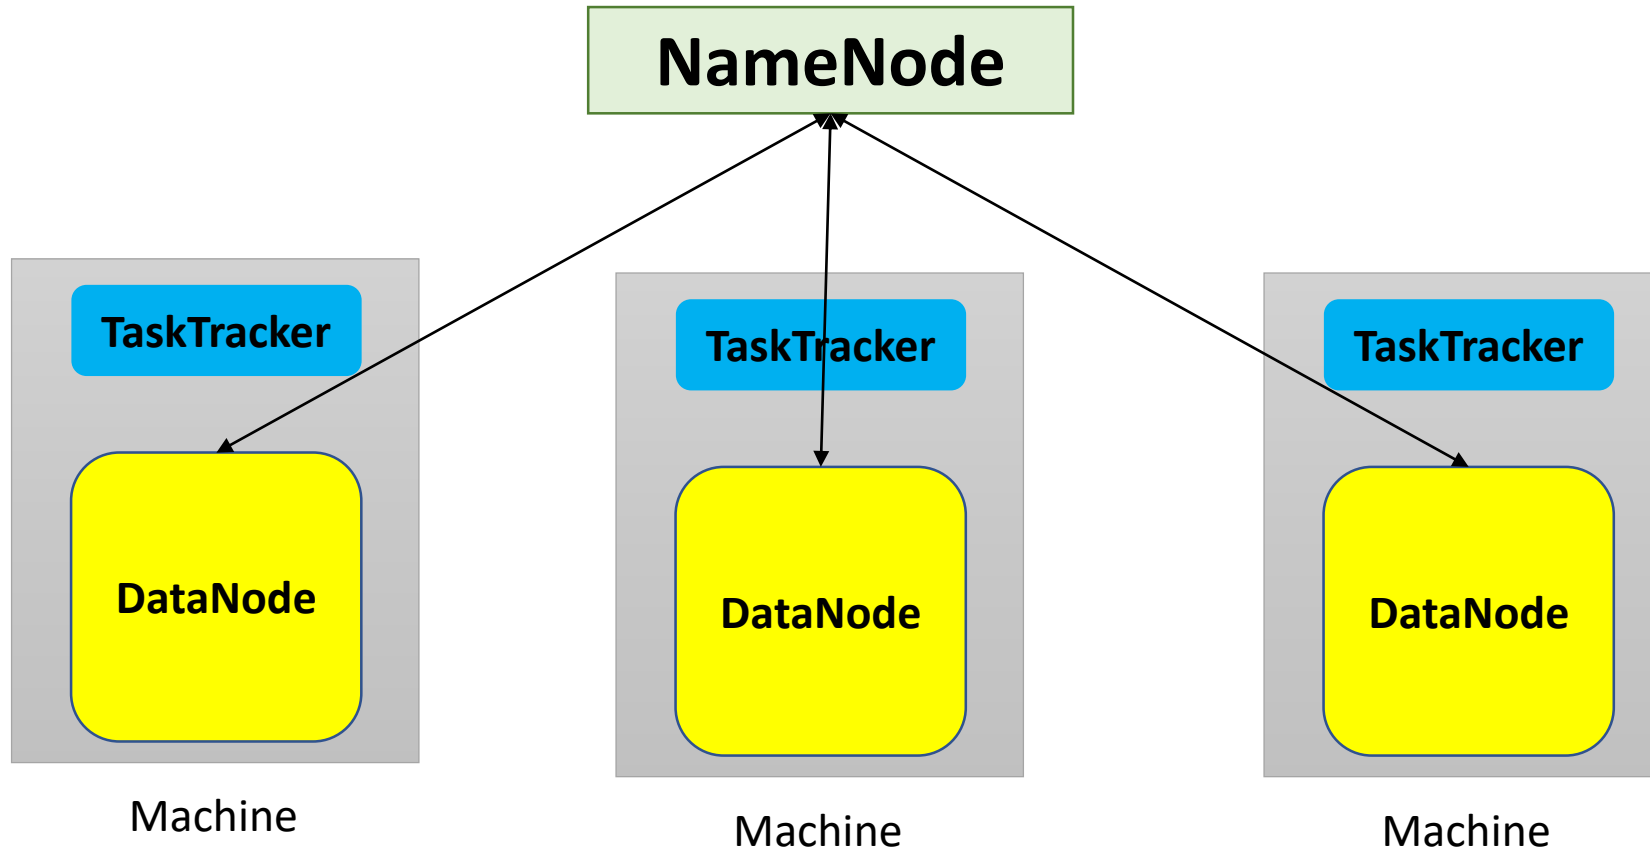 NameNode
TaskTracker
TaskTracker
TaskTracker
DataNode
DataNode
DataNode
Machine
Machine
Machine